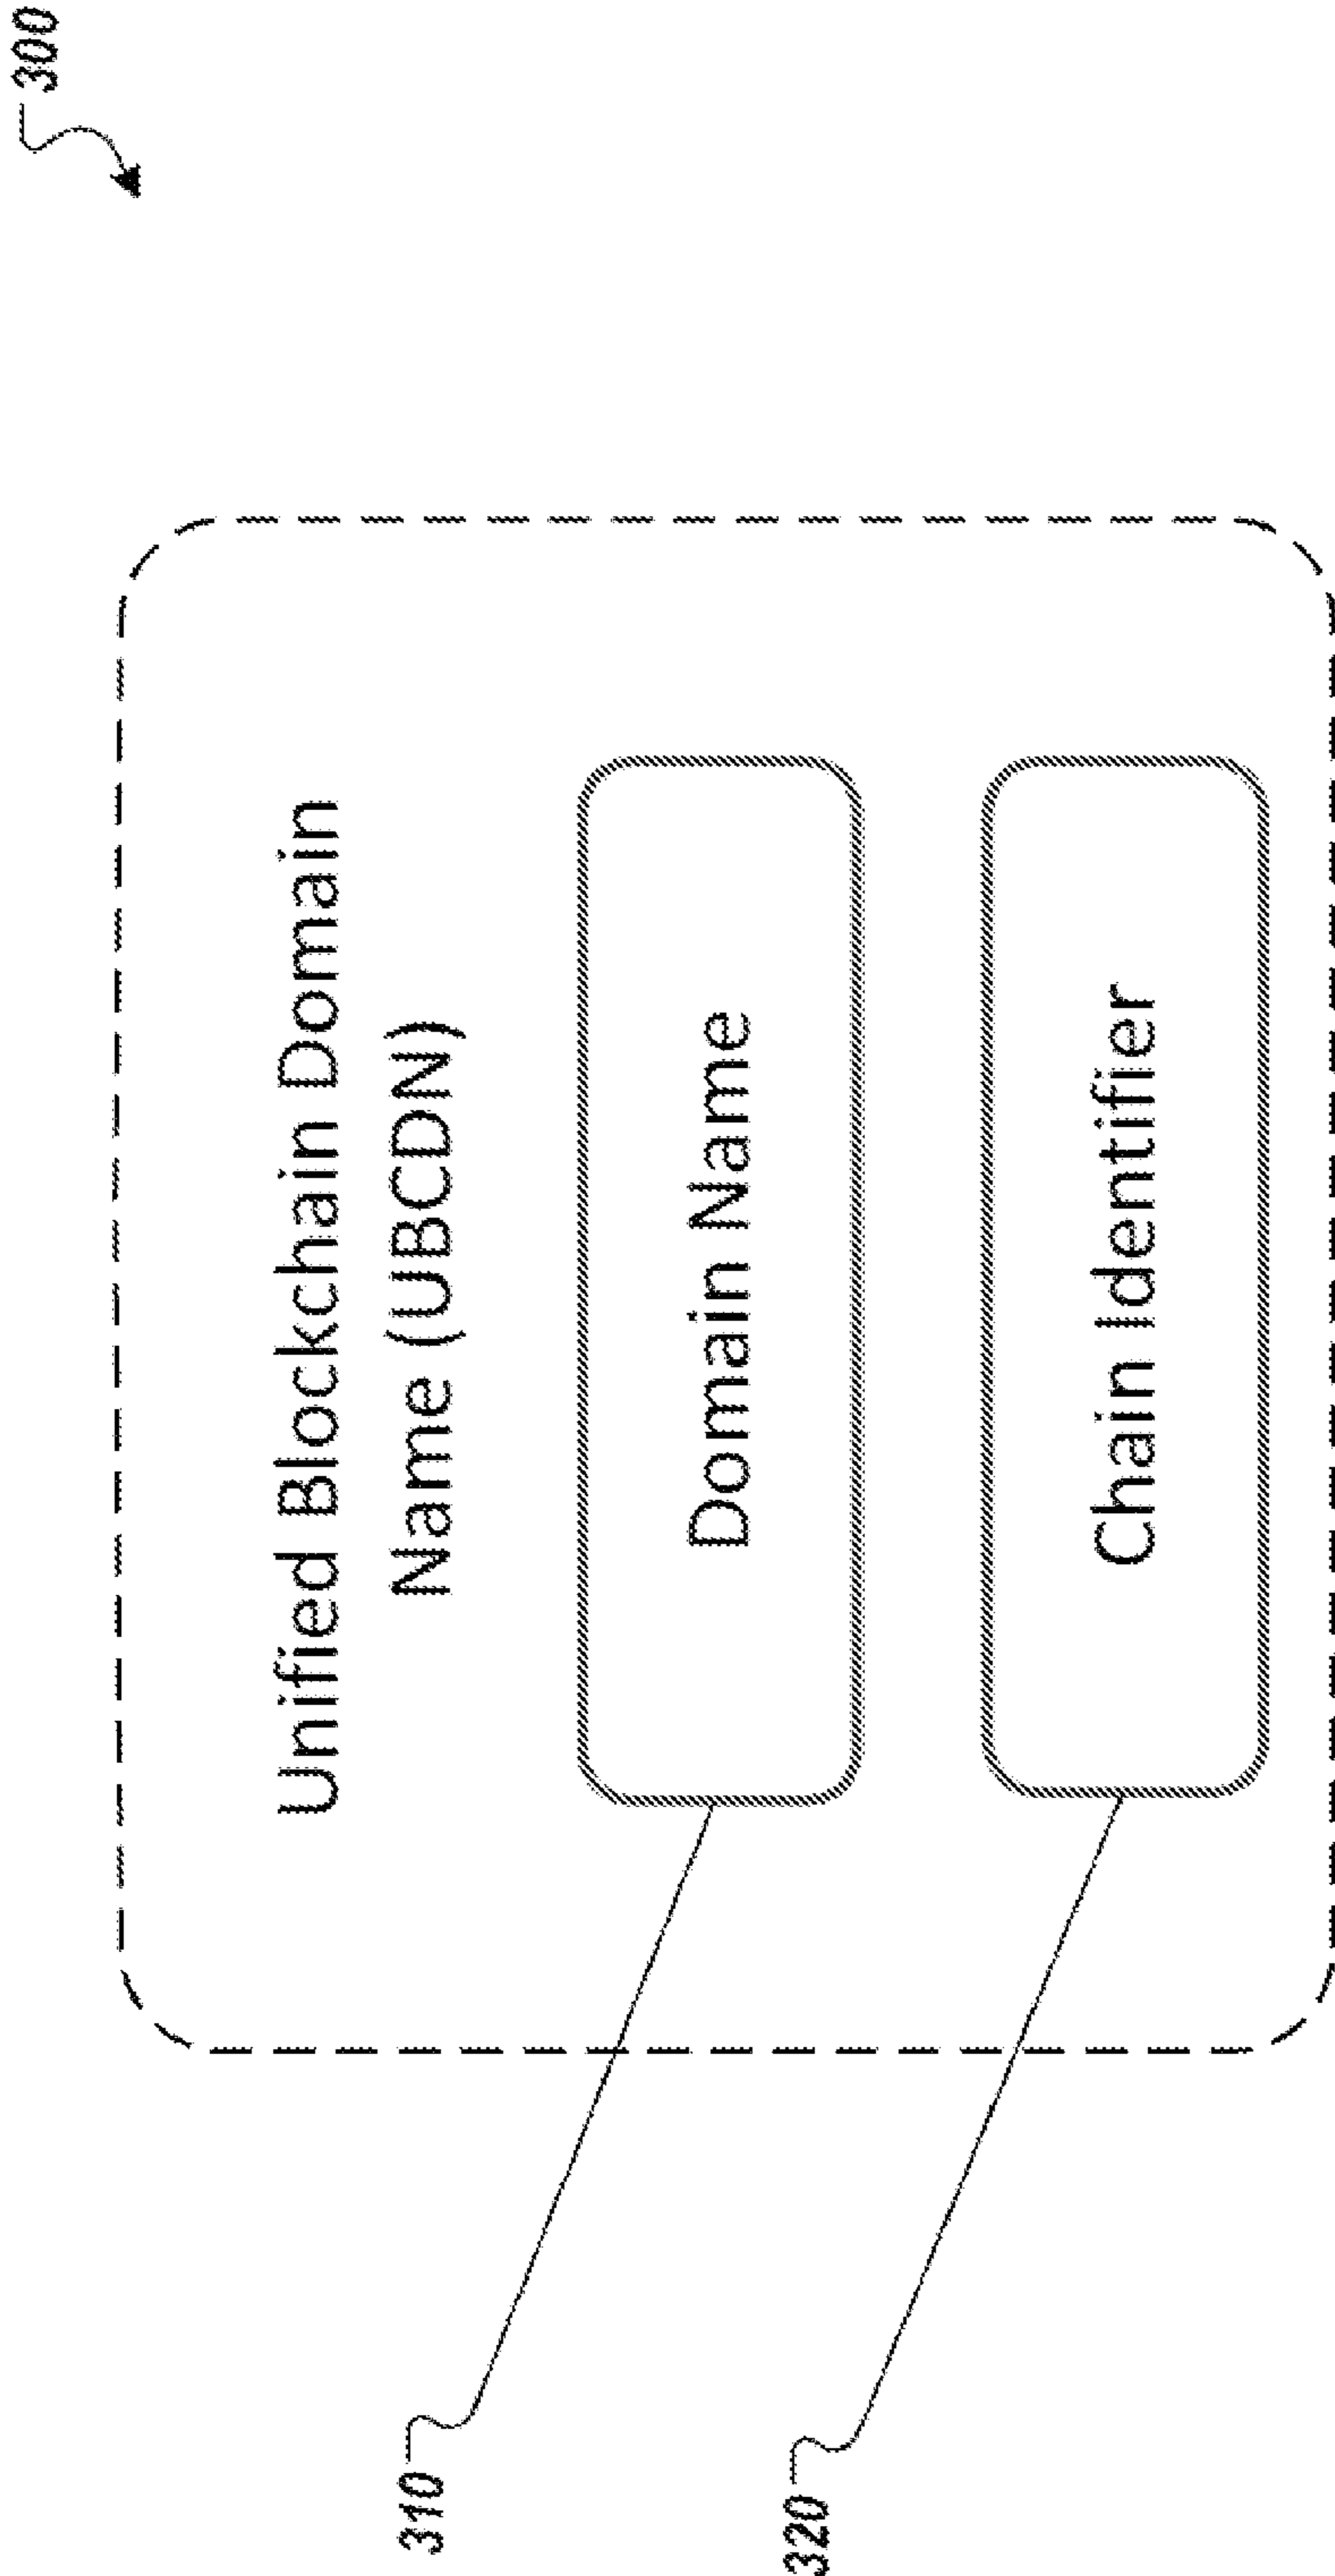 300
Unified Blockchain Domain
Name (UBCDN)
310
Domain Name
320
Chain Identifier